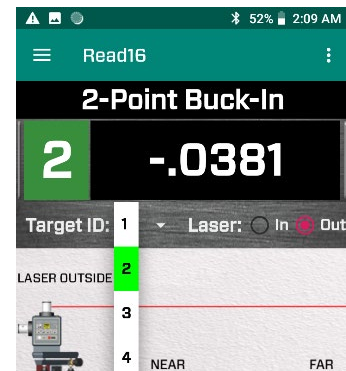 52% 2:09 AM
Read16
2-Point Buck-In
2 -.0381
Target ID: 1 Laser: In Out
LASER OUTSIDE 2
3
4 NEAR FAR